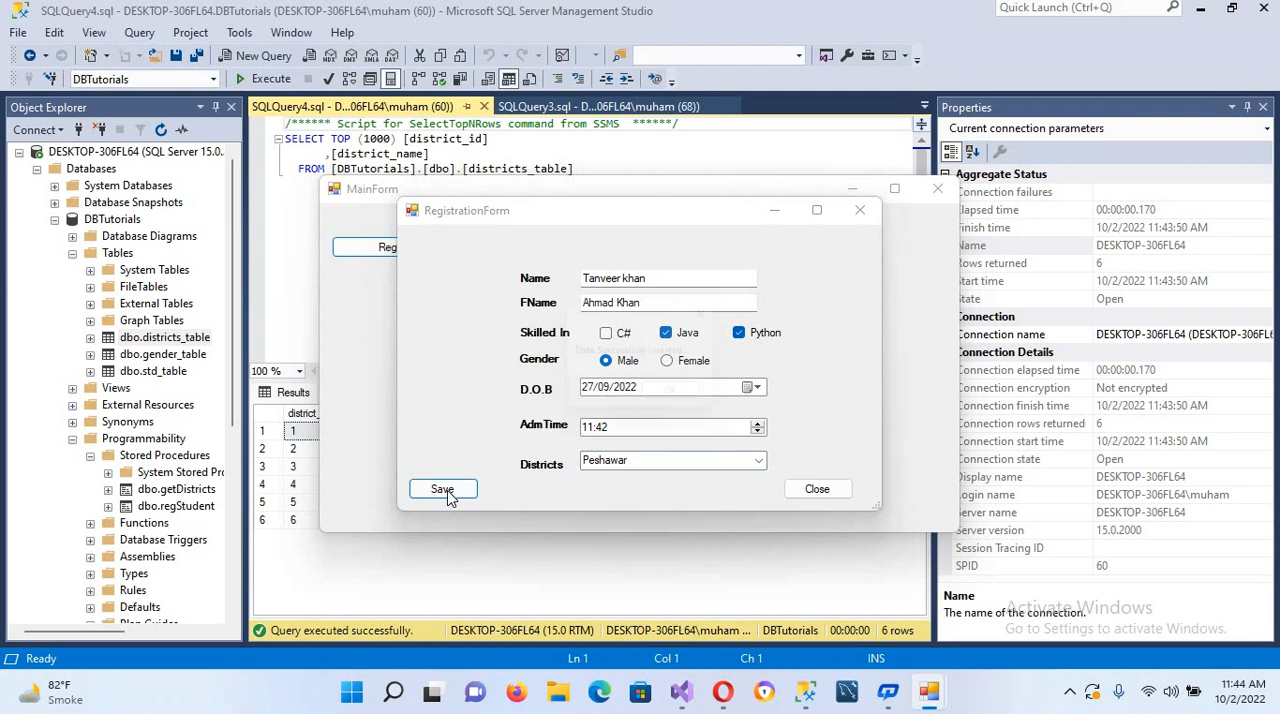 SQLQuery4.sql - DESKTOP-306FL64.DBTutorials (DESKTOP-306FL64\muham (60)) - Microsoft SQL Server Management Studio
Quick Launch (Ctrl+Q)
File Edit View Query Project Tools Window Help
New Query
DBTutorials
Execute
Object Explorer
Connect
DESKTOP-306FL64 (SQL Server 15.0...
Databases
System Databases
Database Snapshots
DBTutorials
Database Diagrams
Tables
System Tables
FileTables
External Tables
Graph Tables
dbo.districts_table
dbo.gender_table
dbo.std_table
Views
External Resources
Synonyms
Programmability
Stored Procedures
System Stored Pr
dbo.getDistricts
dbo.regStudent
Functions
Database Triggers
Assemblies
Types
Rules
Defaults
SQLQuery4.sql - D...06FL64\muham (60))
SQLQuery3.sql - D...06FL64\muham (68))
/****** Script for SelectTopNRows command from SSMS ******/
SELECT TOP (1000) [district_id]
,[district_name]
FROM [DBTutorials].[dbo].[districts_table]
100 %
Results
district_
1 1
2 2
3 3
4 4
5 5
6 6
MainForm
Reg
RegistrationForm
Name Tanveer khan
FName Ahmad Khan
Skilled In C# Java Python
Gender Male Female
D.O.B 27/09/2022
AdmTime 11:42
Districts Peshawar
Save Close
Query executed successfully.
DESKTOP-306FL64 (15.0 RTM)
DESKTOP-306FL64\muham ...
DBTutorials
00:00:00
6 rows
Properties
Current connection parameters
Aggregate Status
Connection failures
Elapsed time 00:00:00.170
Finish time 10/2/2022 11:43:50 AM
Name DESKTOP-306FL64
Rows returned 6
Start time 10/2/2022 11:43:50 AM
State Open
Connection
Connection name DESKTOP-306FL64 (DESKTOP-306FL6
Connection Details
Connection elapsed time 00:00:00.170
Connection encryption Not encrypted
Connection finish time 10/2/2022 11:43:50 AM
Connection rows returned 6
Connection start time 10/2/2022 11:43:50 AM
Connection state Open
Display name DESKTOP-306FL64
Login name DESKTOP-306FL64\muham
Server name DESKTOP-306FL64
Server version 15.0.2000
Session Tracing ID
SPID 60
Name
The name of the connection.
Activate Windows
Go to Settings to activate Windows.
Ready Ln 1 Col 1 Ch 1 INS
82°F
Smoke
11:44 AM
10/2/2022